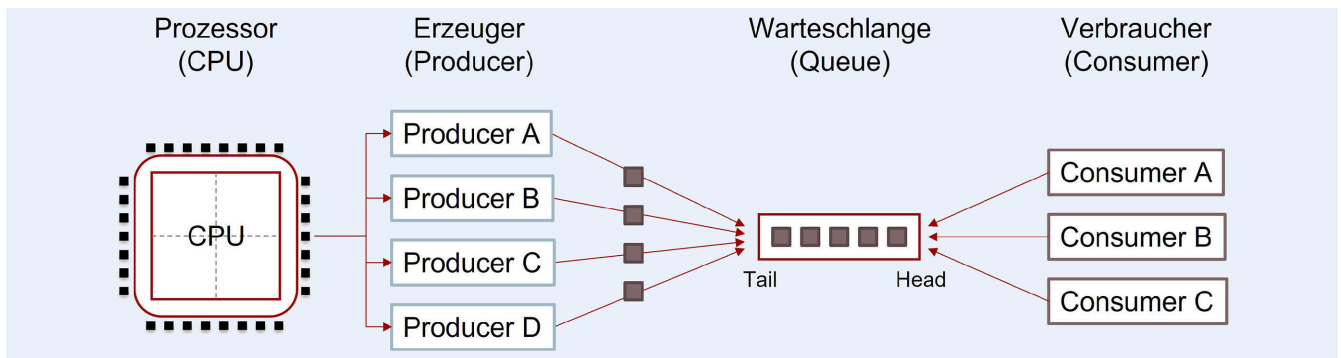 Prozessor
(CPU)
Erzeuger
(Producer)
Warteschlange
(Queue)
Verbraucher
(Consumer)
CPU
Producer A
Producer B
Producer C
Producer D
Tail
Head
Consumer A
Consumer B
Consumer C